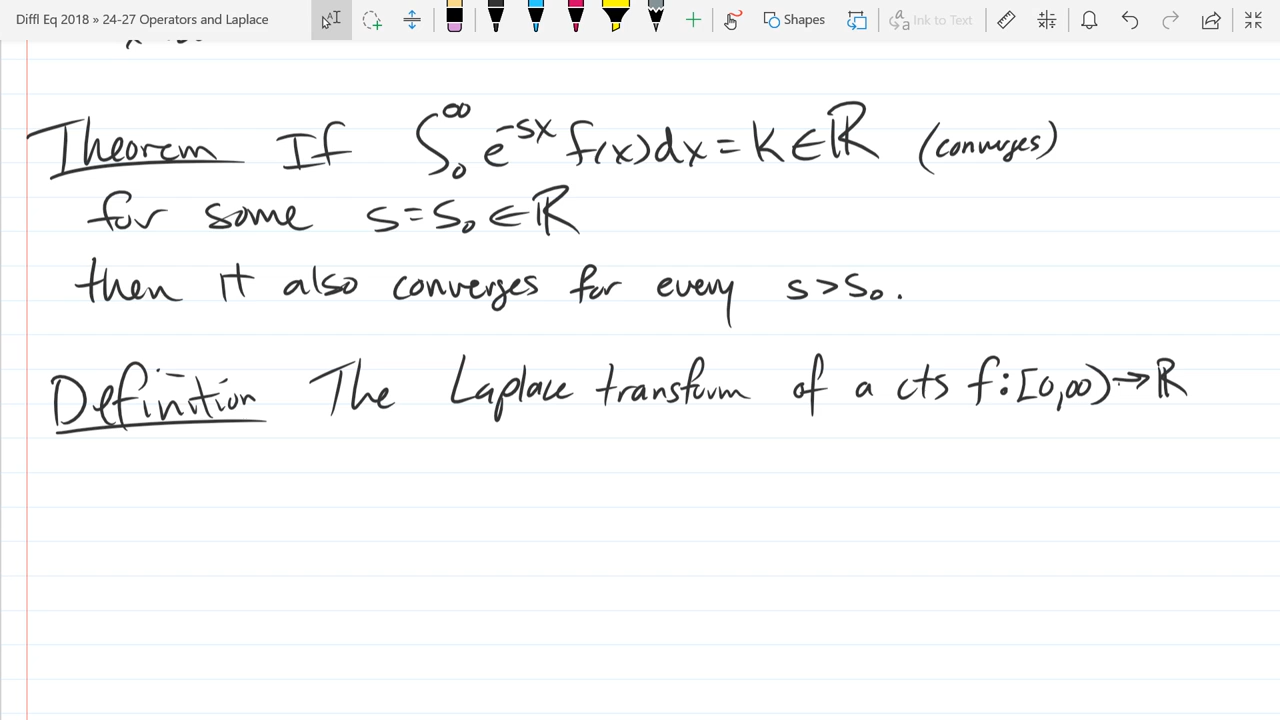 Diffl Eq 2018 » 24-27 Operators and Laplace
Shapes
Ink to Text
Theorem If ∫₀^∞ e^{-sx} f(x)dx = K ∈ ℝ (converges)
for some s = s₀ ∈ ℝ
then it also converges for every s > s₀.
Definition The Laplace transform of a cts f: [0,∞) → ℝ